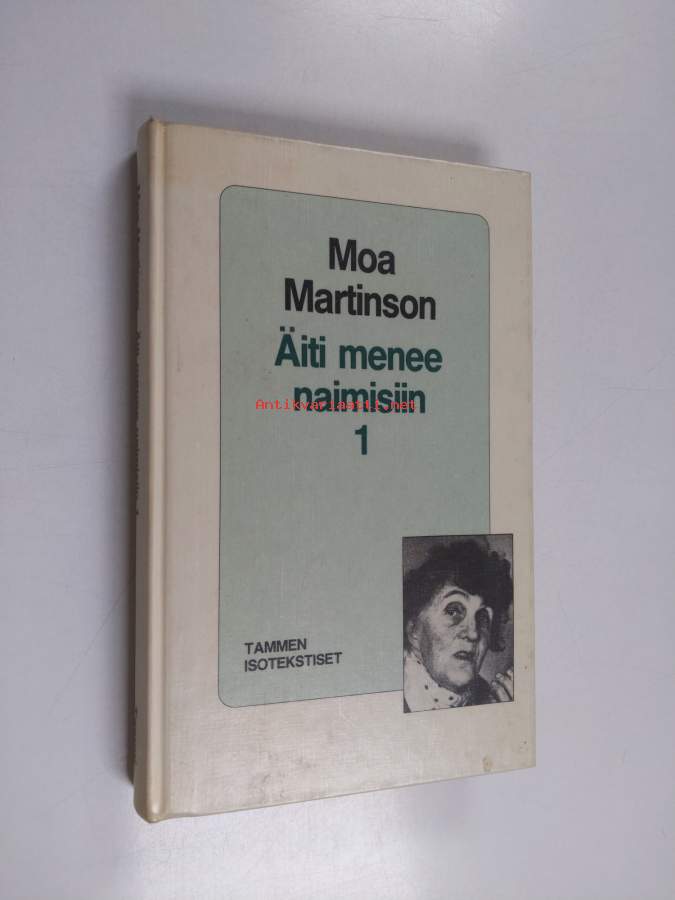 Moa
Martinson
Äiti menee
naimisiin
1
Antikvariaatti.net
TAMMEN
ISOTEKSTISET